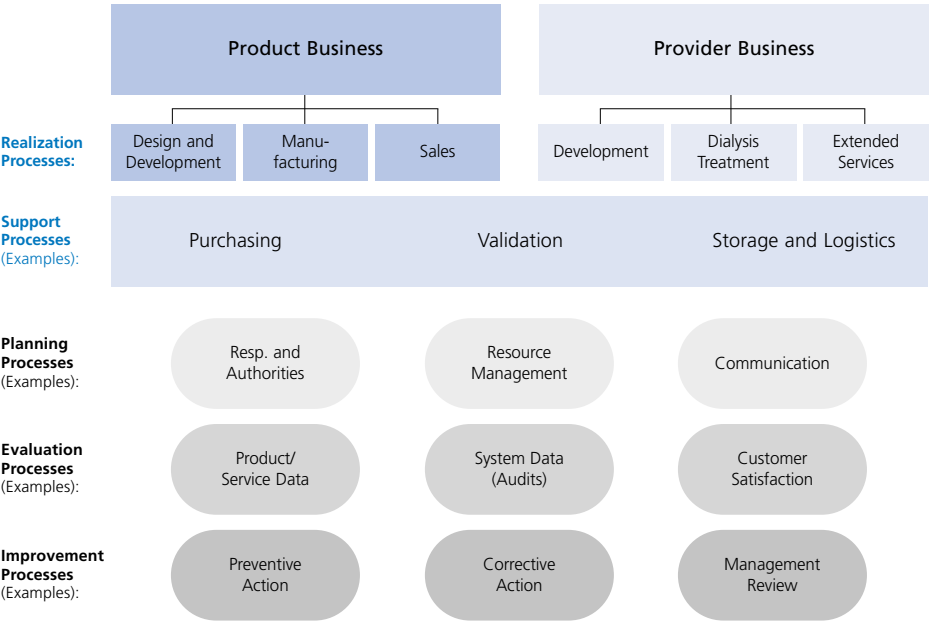 Product Business
Provider Business
Realization
Processes:
Design and
Development
Manu-
facturing
Sales
Development
Dialysis
Treatment
Extended
Services
Support
Processes
(Examples):
Purchasing
Validation
Storage and Logistics
Planning
Processes
(Examples):
Resp. and
Authorities
Resource
Management
Communication
Evaluation
Processes
(Examples):
Product/
Service Data
System Data
(Audits)
Customer
Satisfaction
Improvement
Processes
(Examples):
Preventive
Action
Corrective
Action
Management
Review